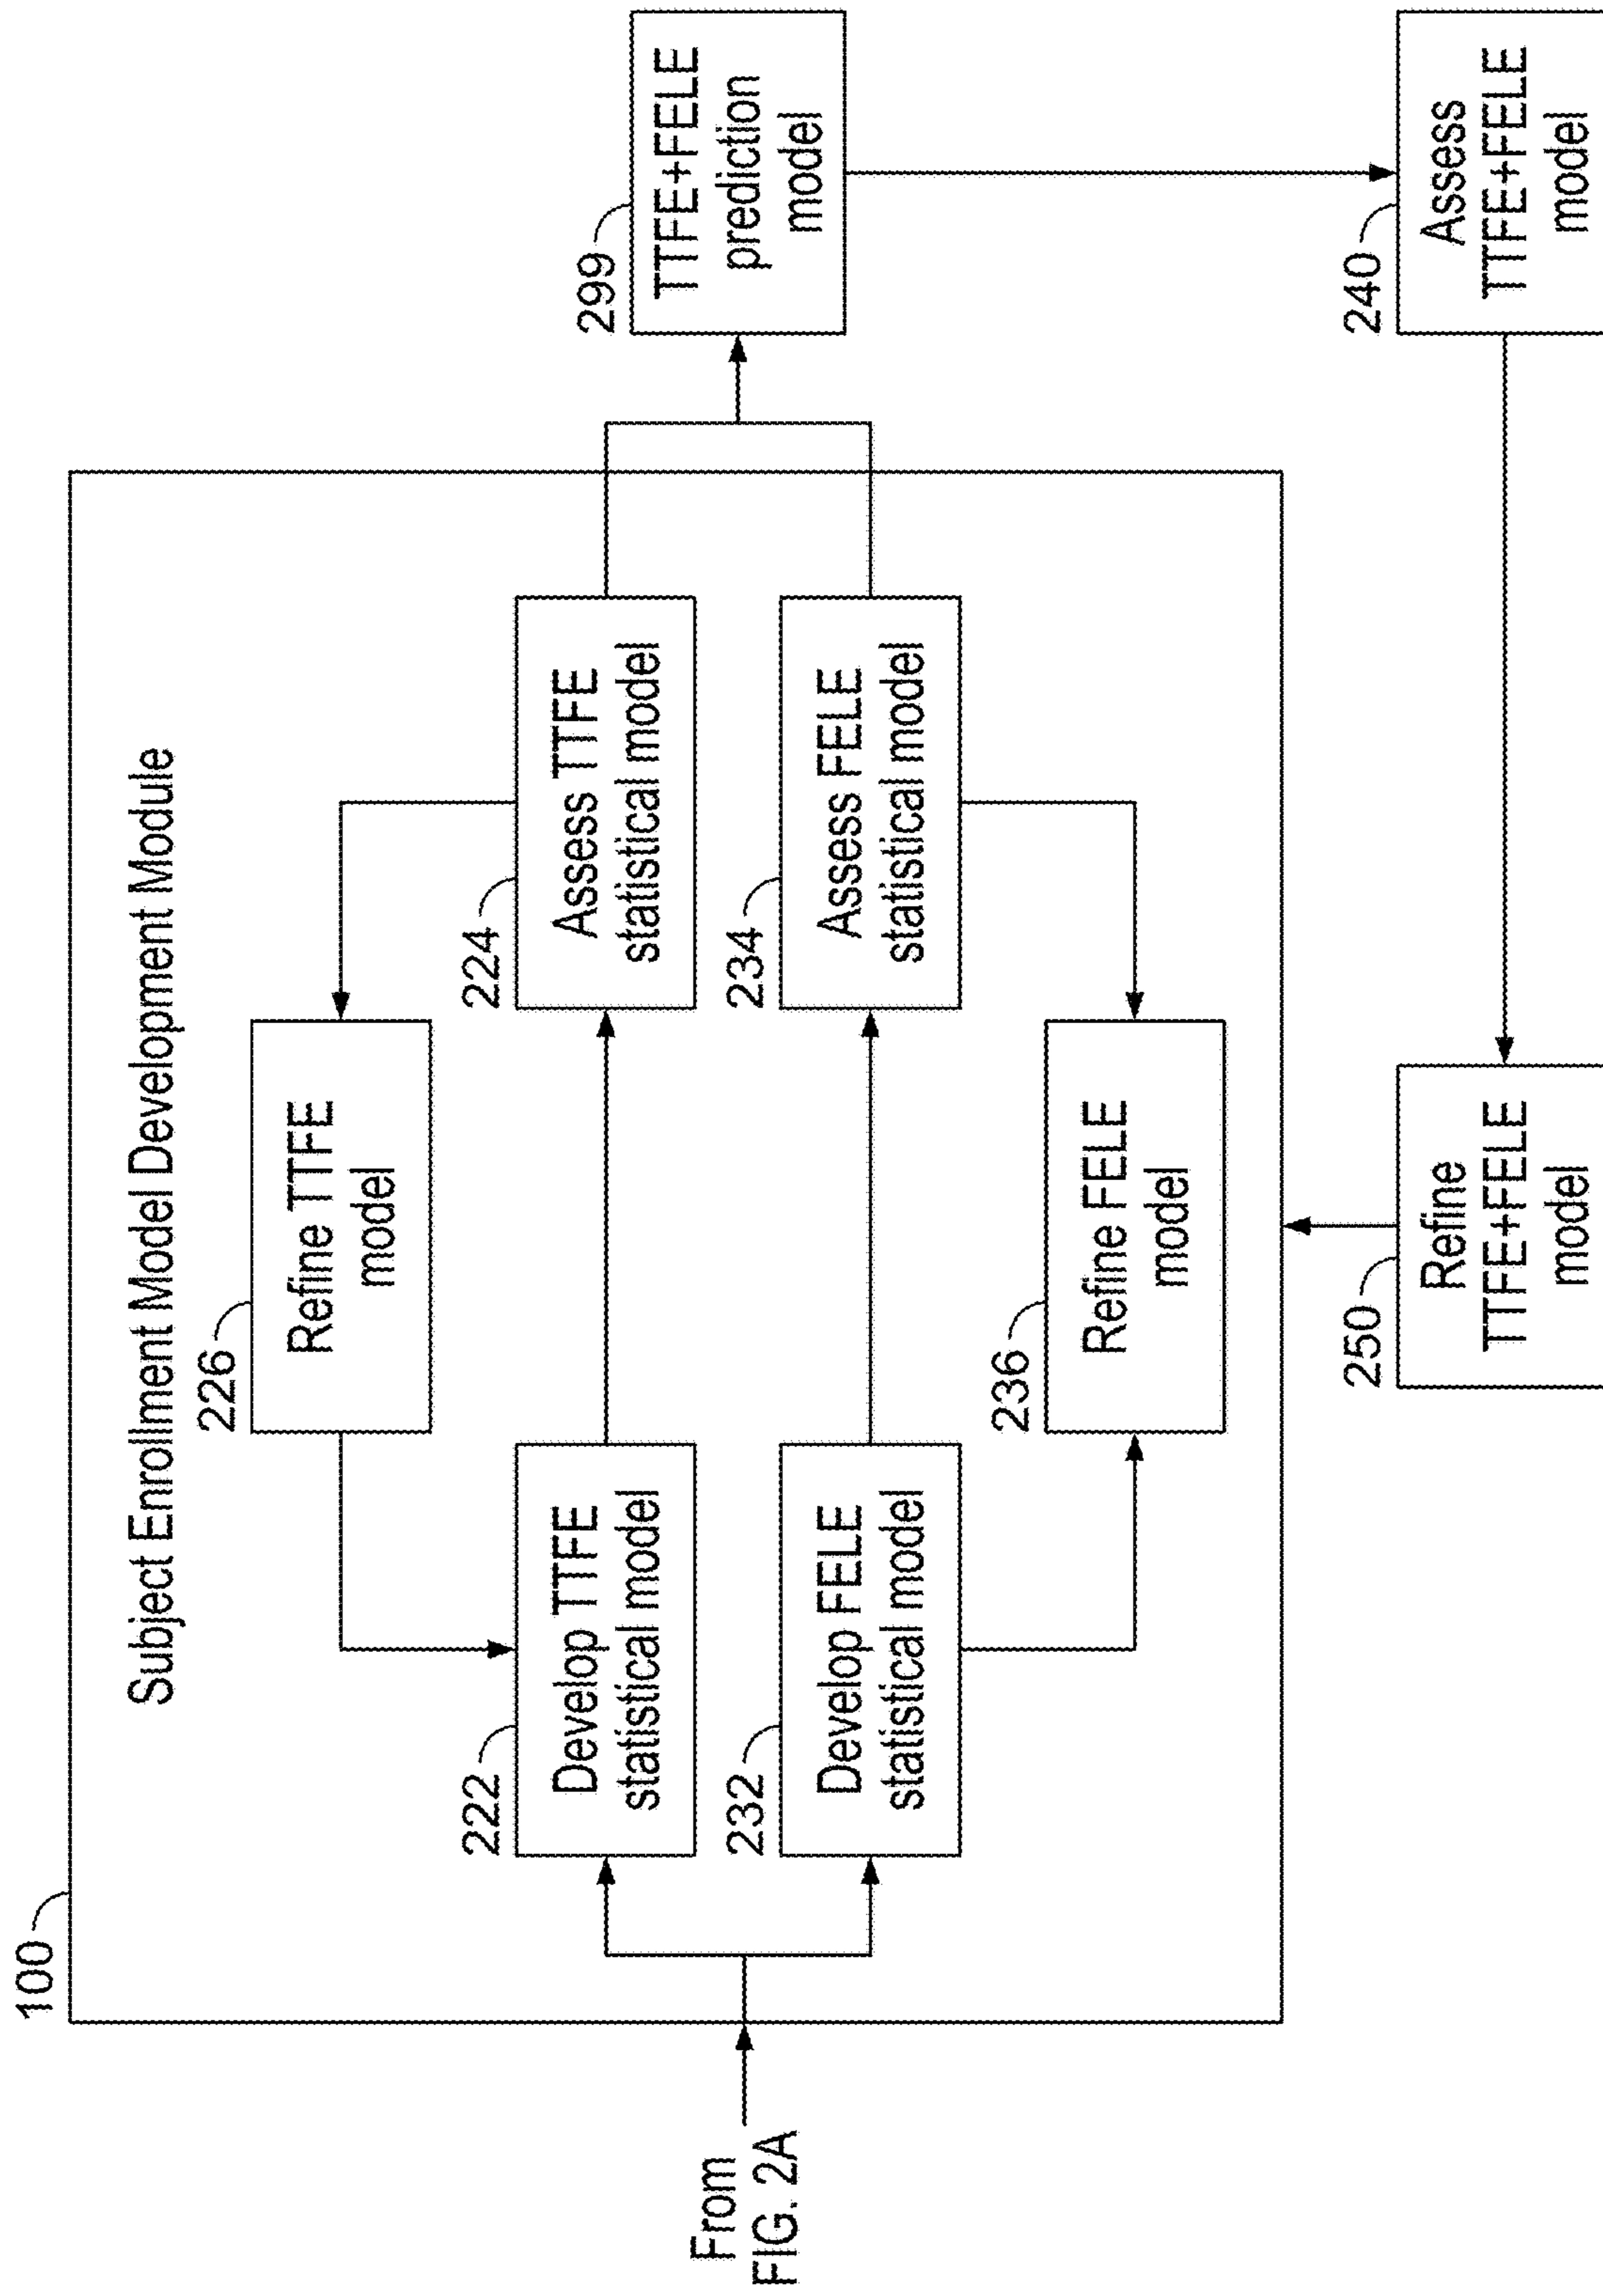 100
Subject Enrollment Model Development Module
226
Refine TTFE
model
222
Develop TTFE
statistical model
224
Assess TTFE
statistical model
299
TTFE+FELE
prediction
model
From
FIG. 2A
232
Develop FELE
statistical model
234
Assess FELE
statistical model
236
Refine FELE
model
250
Refine
TTFE+FELE
model
240
Assess
TTFE+FELE
model